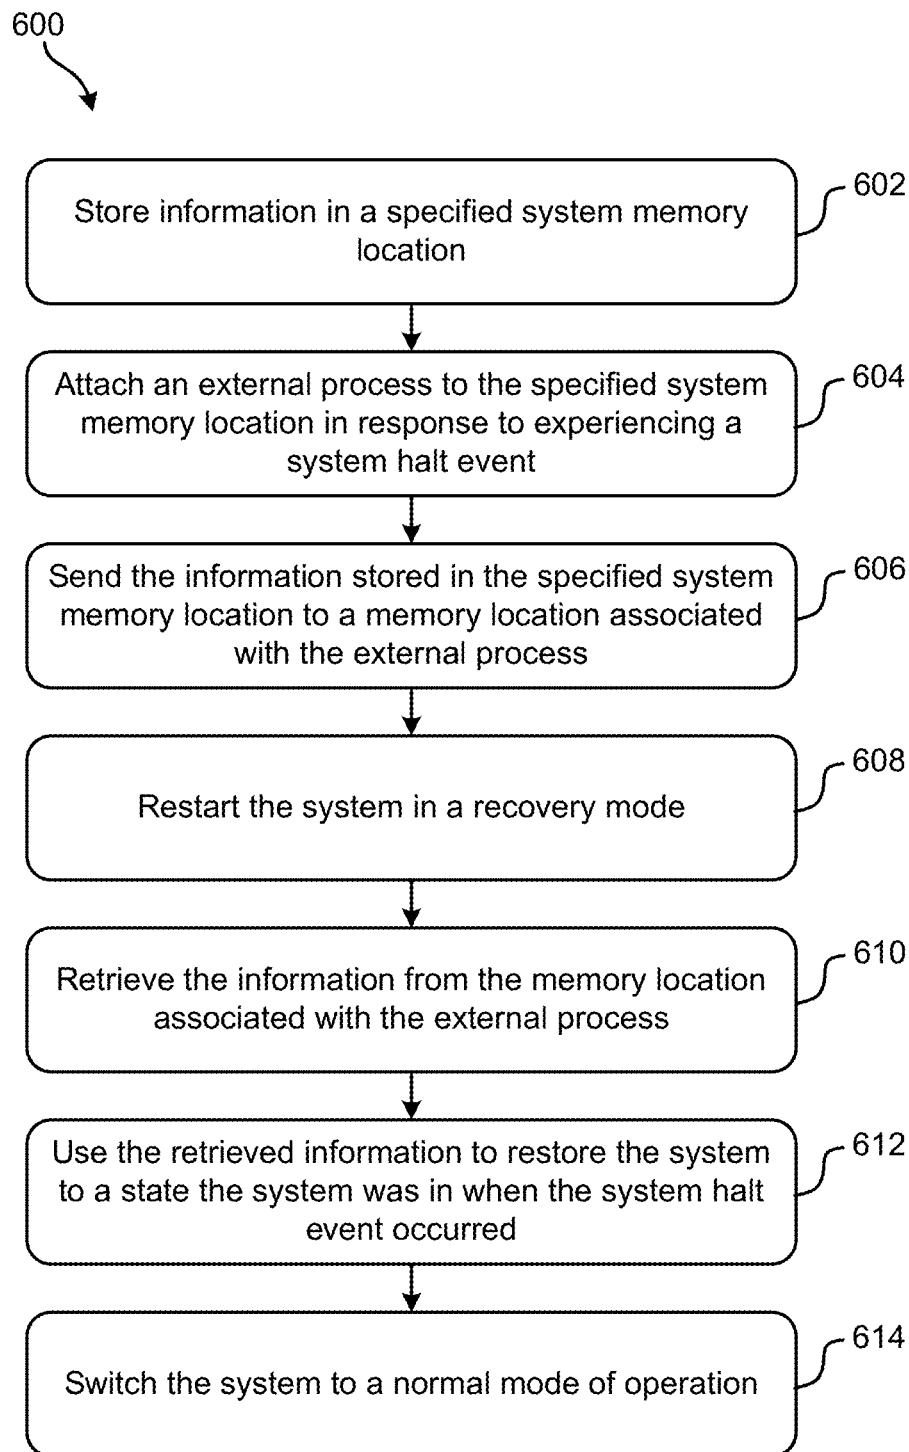 600
Store information in a specified system memory
location
602
Attach an external process to the specified system
memory location in response to experiencing a
system halt event
604
Send the information stored in the specified system
memory location to a memory location associated
with the external process
606
Restart the system in a recovery mode
608
Retrieve the information from the memory location
associated with the external process
610
Use the retrieved information to restore the system
to a state the system was in when the system halt
event occurred
612
Switch the system to a normal mode of operation
614